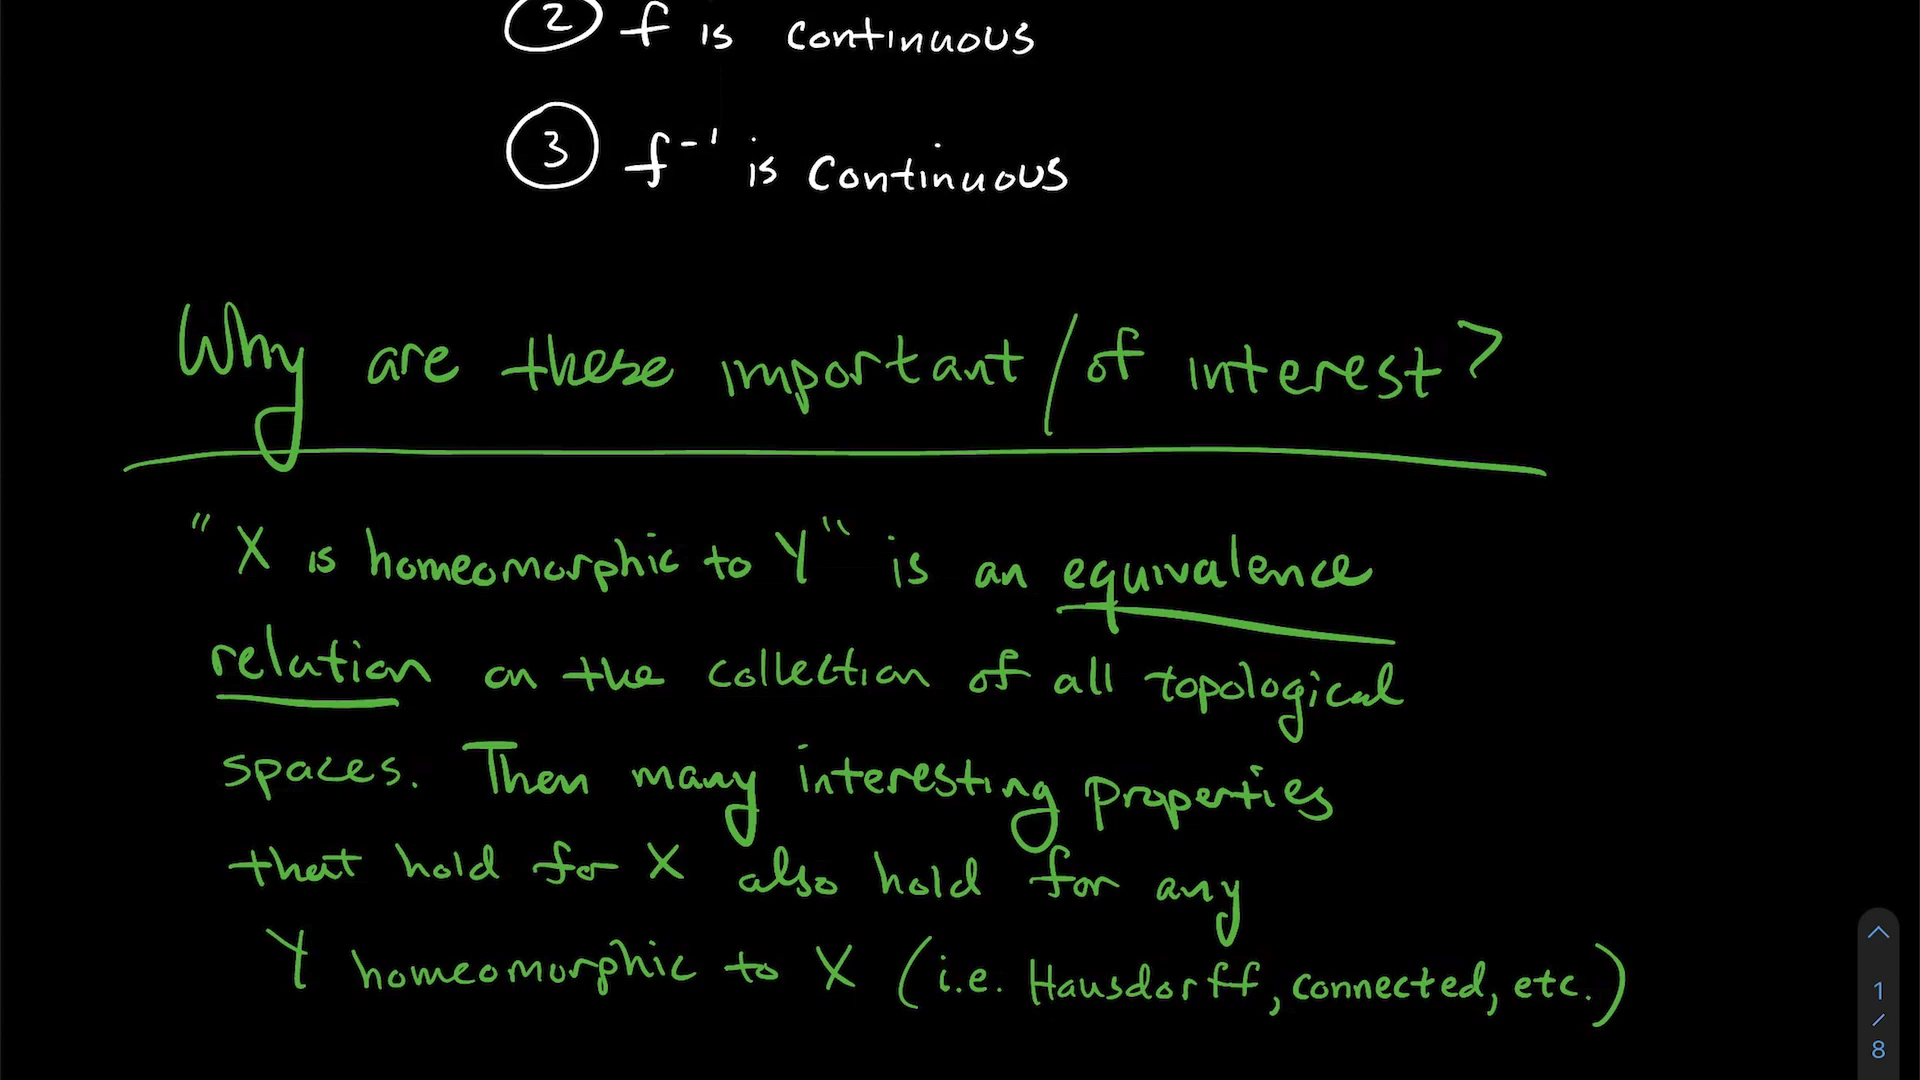 ② f is continuous
③ f⁻¹ is continuous
Why are these important / of interest?
"X is homeomorphic to Y" is an equivalence
relation on the collection of all topological
spaces. Then many interesting properties
that hold for X also hold for any
Y homeomorphic to X (i.e. Hausdorff, connected, etc.)
1
/
8